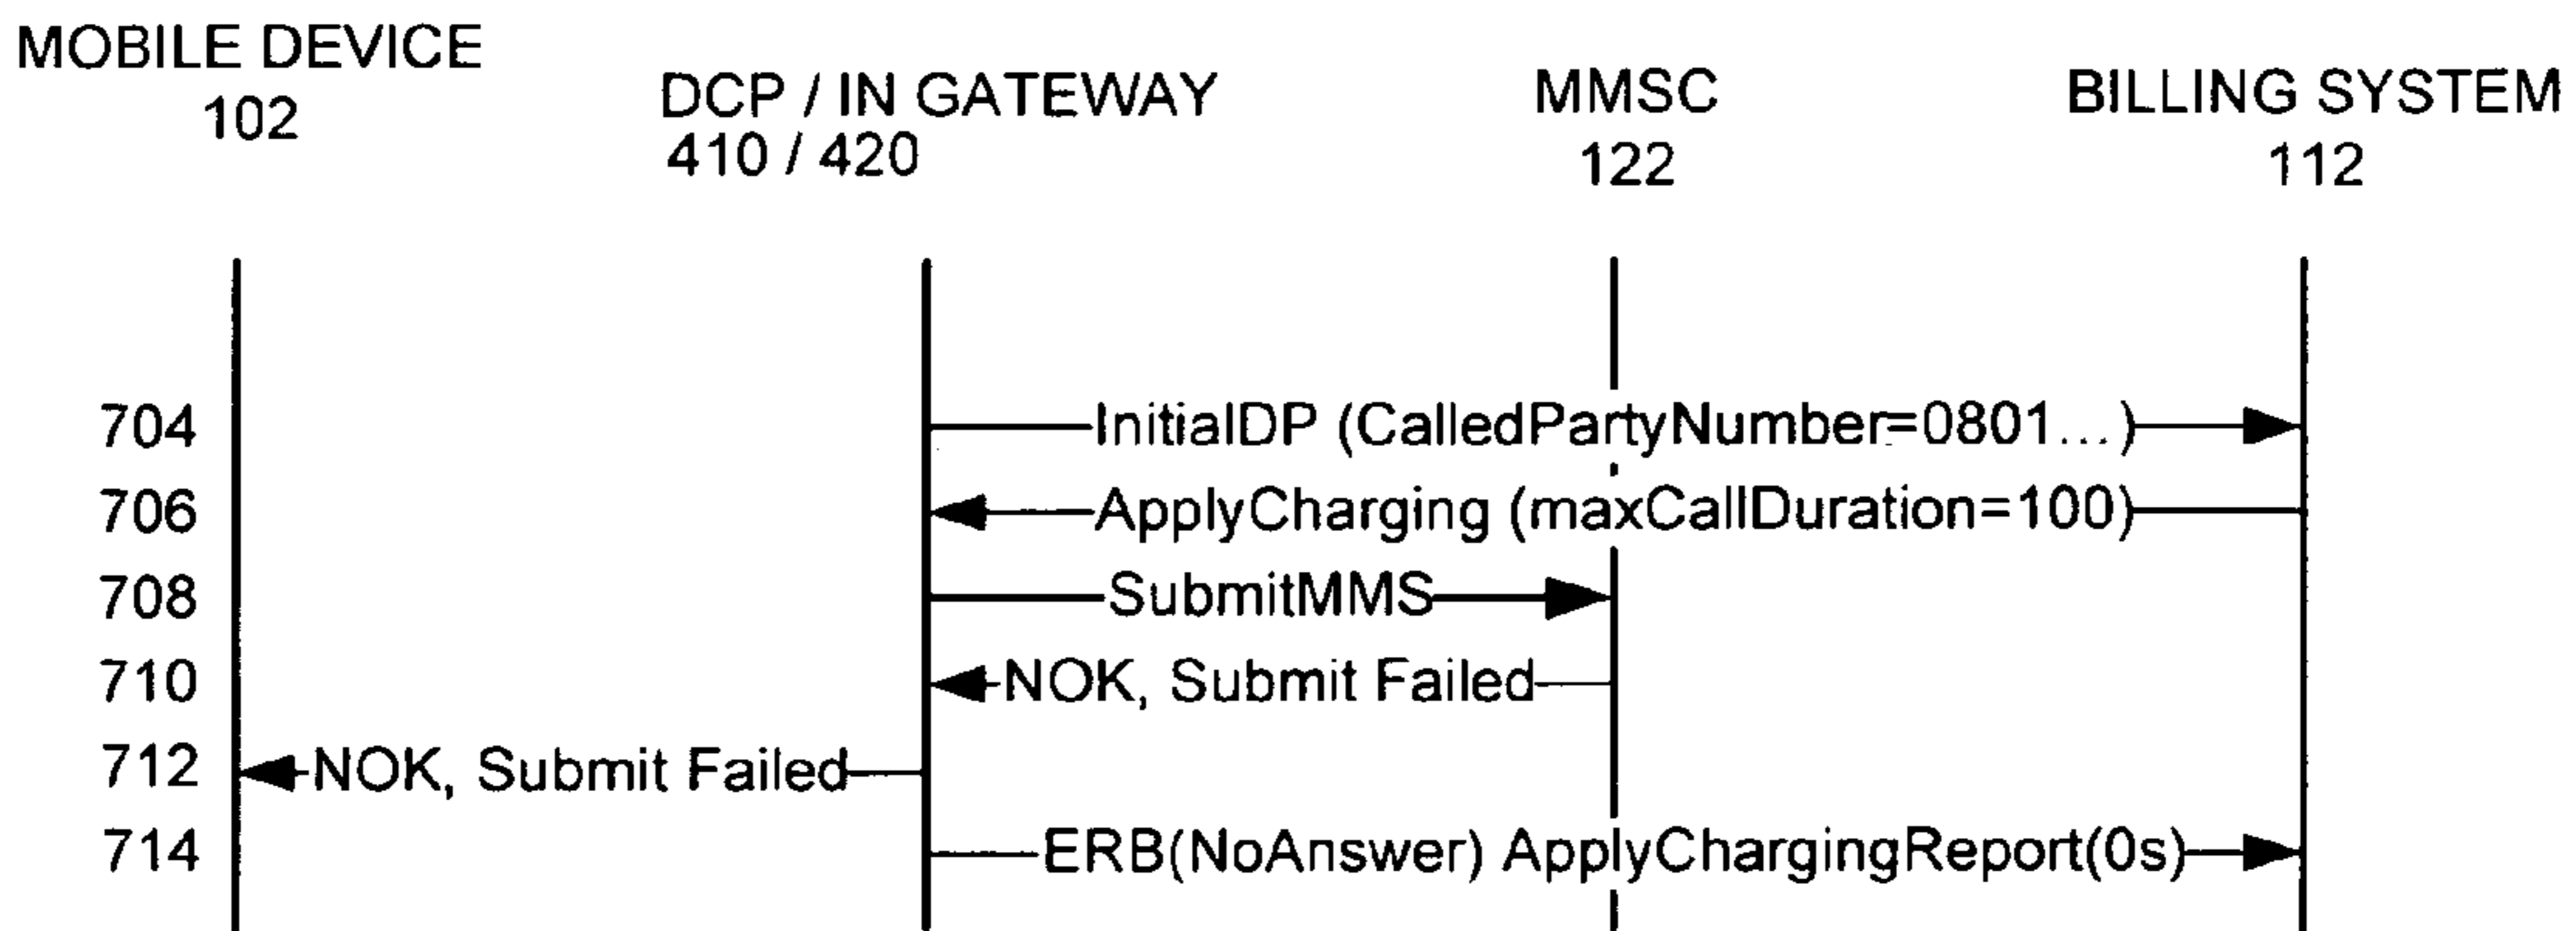 MOBILE DEVICE
102
DCP / IN GATEWAY
410 / 420
MMSC
122
BILLING SYSTEM
112
704 InitialDP (CalledPartyNumber=0801...)
706 ApplyCharging (maxCallDuration=100)
708 SubmitMMS
710 NOK, Submit Failed
712 NOK, Submit Failed
714 ERB(NoAnswer) ApplyChargingReport(0s)